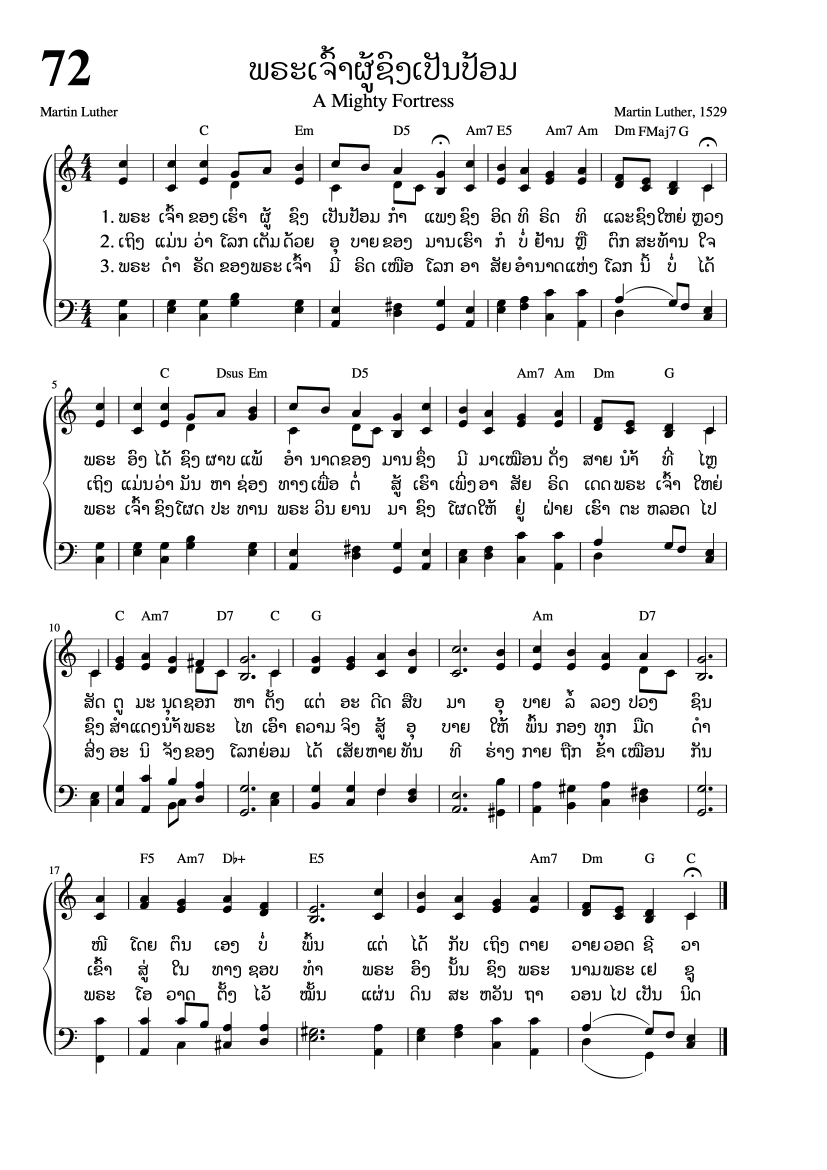 72
ພຣະເຈົ້າຜູ້ຊົງເປັນປ້ອມ
A Mighty Fortress
Martin Luther
Martin Luther, 1529
C Em D5 Am7 E5 Am7 Am Dm FMaj7 G
1. ພຣະ ເຈົ້າ ຂອງ ເຮົາ ຜູ້ ຊົງ ເປັນປ້ອມ ກຳ ແພງ ຊົງ ອິດ ທິ ຣິດ ທິ ແລະຊົງໃຫຍ່ ຫຼວງ
2. ເຖິງ ແມ່ນ ວ່າ ໂລກ ເຕັມ ດ້ວຍ ອຸ ບາຍ ຂອງ ມານເຮົາ ກໍ ບໍ່ ຢ້ານ ຫຼື ຕົກ ສະທ້ານ ໃຈ
3. ພຣະ ດຳ ຣັດ ຂອງພຣະ ເຈົ້າ ມີ ຣິດ ເໜືອ ໂລກ ອາ ສັຍ ອຳນາດແຫ່ງ ໂລກ ນີ້ ບໍ່ ໄດ້
5
C Dsus Em D5 Am7 Am Dm G
ພຣະ ອົງ ໄດ້ ຊົງ ຜາບ ແພ້ ອຳ ນາດຂອງ ມານ ຊຶ່ງ ມີ ມາເໝືອນ ດັ່ງ ສາຍ ນ້ຳ ທີ່ ໄຫຼ
ເຖິງ ແມ່ນວ່າ ມັນ ຫາ ຊ່ອງ ທາງ ເພື່ອ ຕໍ່ ສູ້ ເຮົາ ເພິ່ງ ອາ ສັຍ ຣິດ ເດດ ພຣະ ເຈົ້າ ໃຫຍ່
ພຣະ ເຈົ້າ ຊົງໂຜດ ປະ ທານ ພຣະ ວິນ ຍານ ມາ ຊົງ ໂຜດໃຫ້ ຢູ່ ຝ່າຍ ເຮົາ ຕະ ຫລອດ ໄປ
10
C Am7 D7 C G Am D7
ສັດ ຕູ ມະ ນຸດ ຊອກ ຫາ ຕັ້ງ ແຕ່ ອະ ດີດ ສືບ ມາ ອຸ ບາຍ ລໍ້ ລວງ ປວງ ຊົນ
ຊົງ ສຳແດງນ້ຳ ພຣະ ໄທ ເອົາ ຄວາມ ຈິງ ສູ້ ອຸ ບາຍ ໃຫ້ ພົ້ນ ກອງ ທຸກ ມືດ ດຳ
ສິ່ງ ອະ ນິ ຈັງ ຂອງ ໂລກຍ່ອມ ໄດ້ ເສັຍຫາຍ ທັນ ທີ ຮ່າງ ກາຍ ຖືກ ຂ້າ ເໝືອນ ກັນ
17
F5 Am7 D♭+ E5 Am7 Dm G C
ໜີ ໂດຍ ຕົນ ເອງ ບໍ່ ພົ້ນ ແຕ່ ໄດ້ ກັບ ເຖິງ ຕາຍ ວາຍ ວອດ ຊີ ວາ
ເຂົ້າ ສູ່ ໃນ ທາງ ຊອບ ທຳ ພຣະ ອົງ ນັ້ນ ຊົງ ພຣະ ນາມພຣະ ເຢ ຊູ
ພຣະ ໂອ ວາດ ຕັ້ງ ໄວ້ ໝັ້ນ ແຜ່ນ ດິນ ສະ ຫວັນ ຖາ ວອນ ໄປ ເປັນ ນິດ